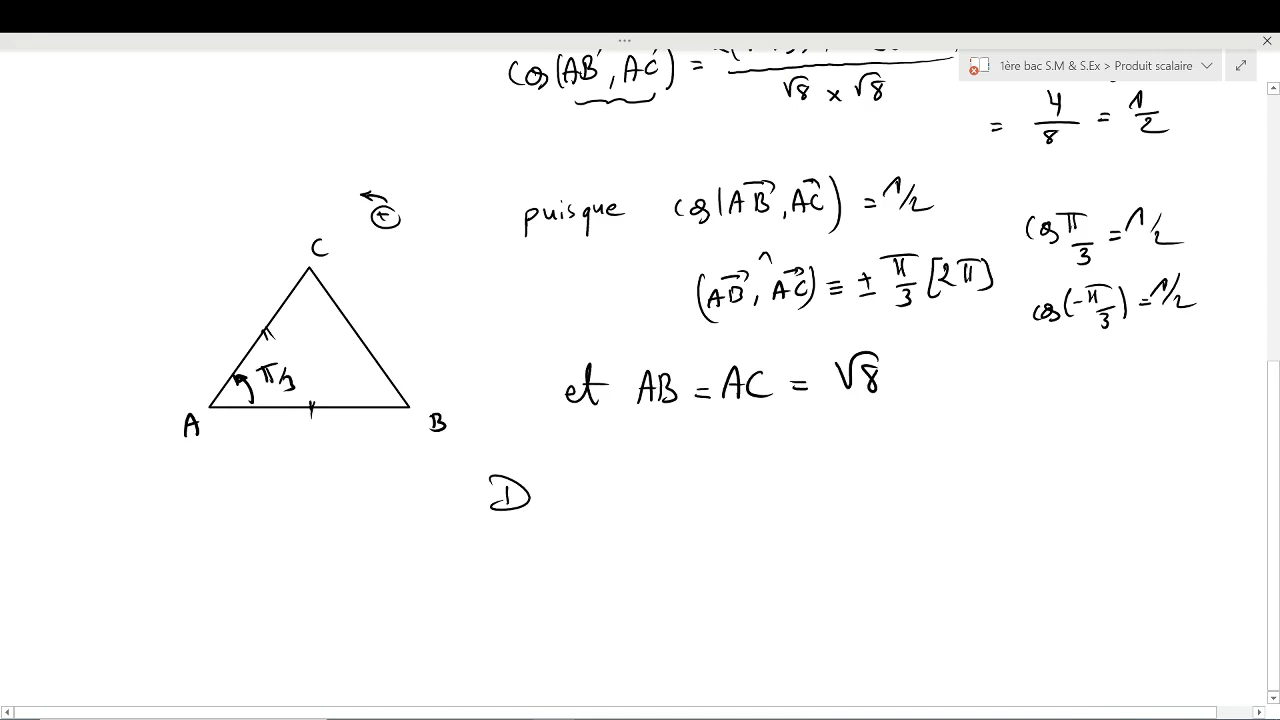 1ère bac S.M & S.Ex > Produit scalaire
cos(AB, AC) =
√8 × √8
= 4/8 = 1/2
puisque cos(AB, AC) = 1/2
cos π/3 = 1/2
(AB, AC) ≡ ± π/3 [2π]
cos(-π/3) = 1/2
et AB = AC = √8
+
C
π/3
A
B
D